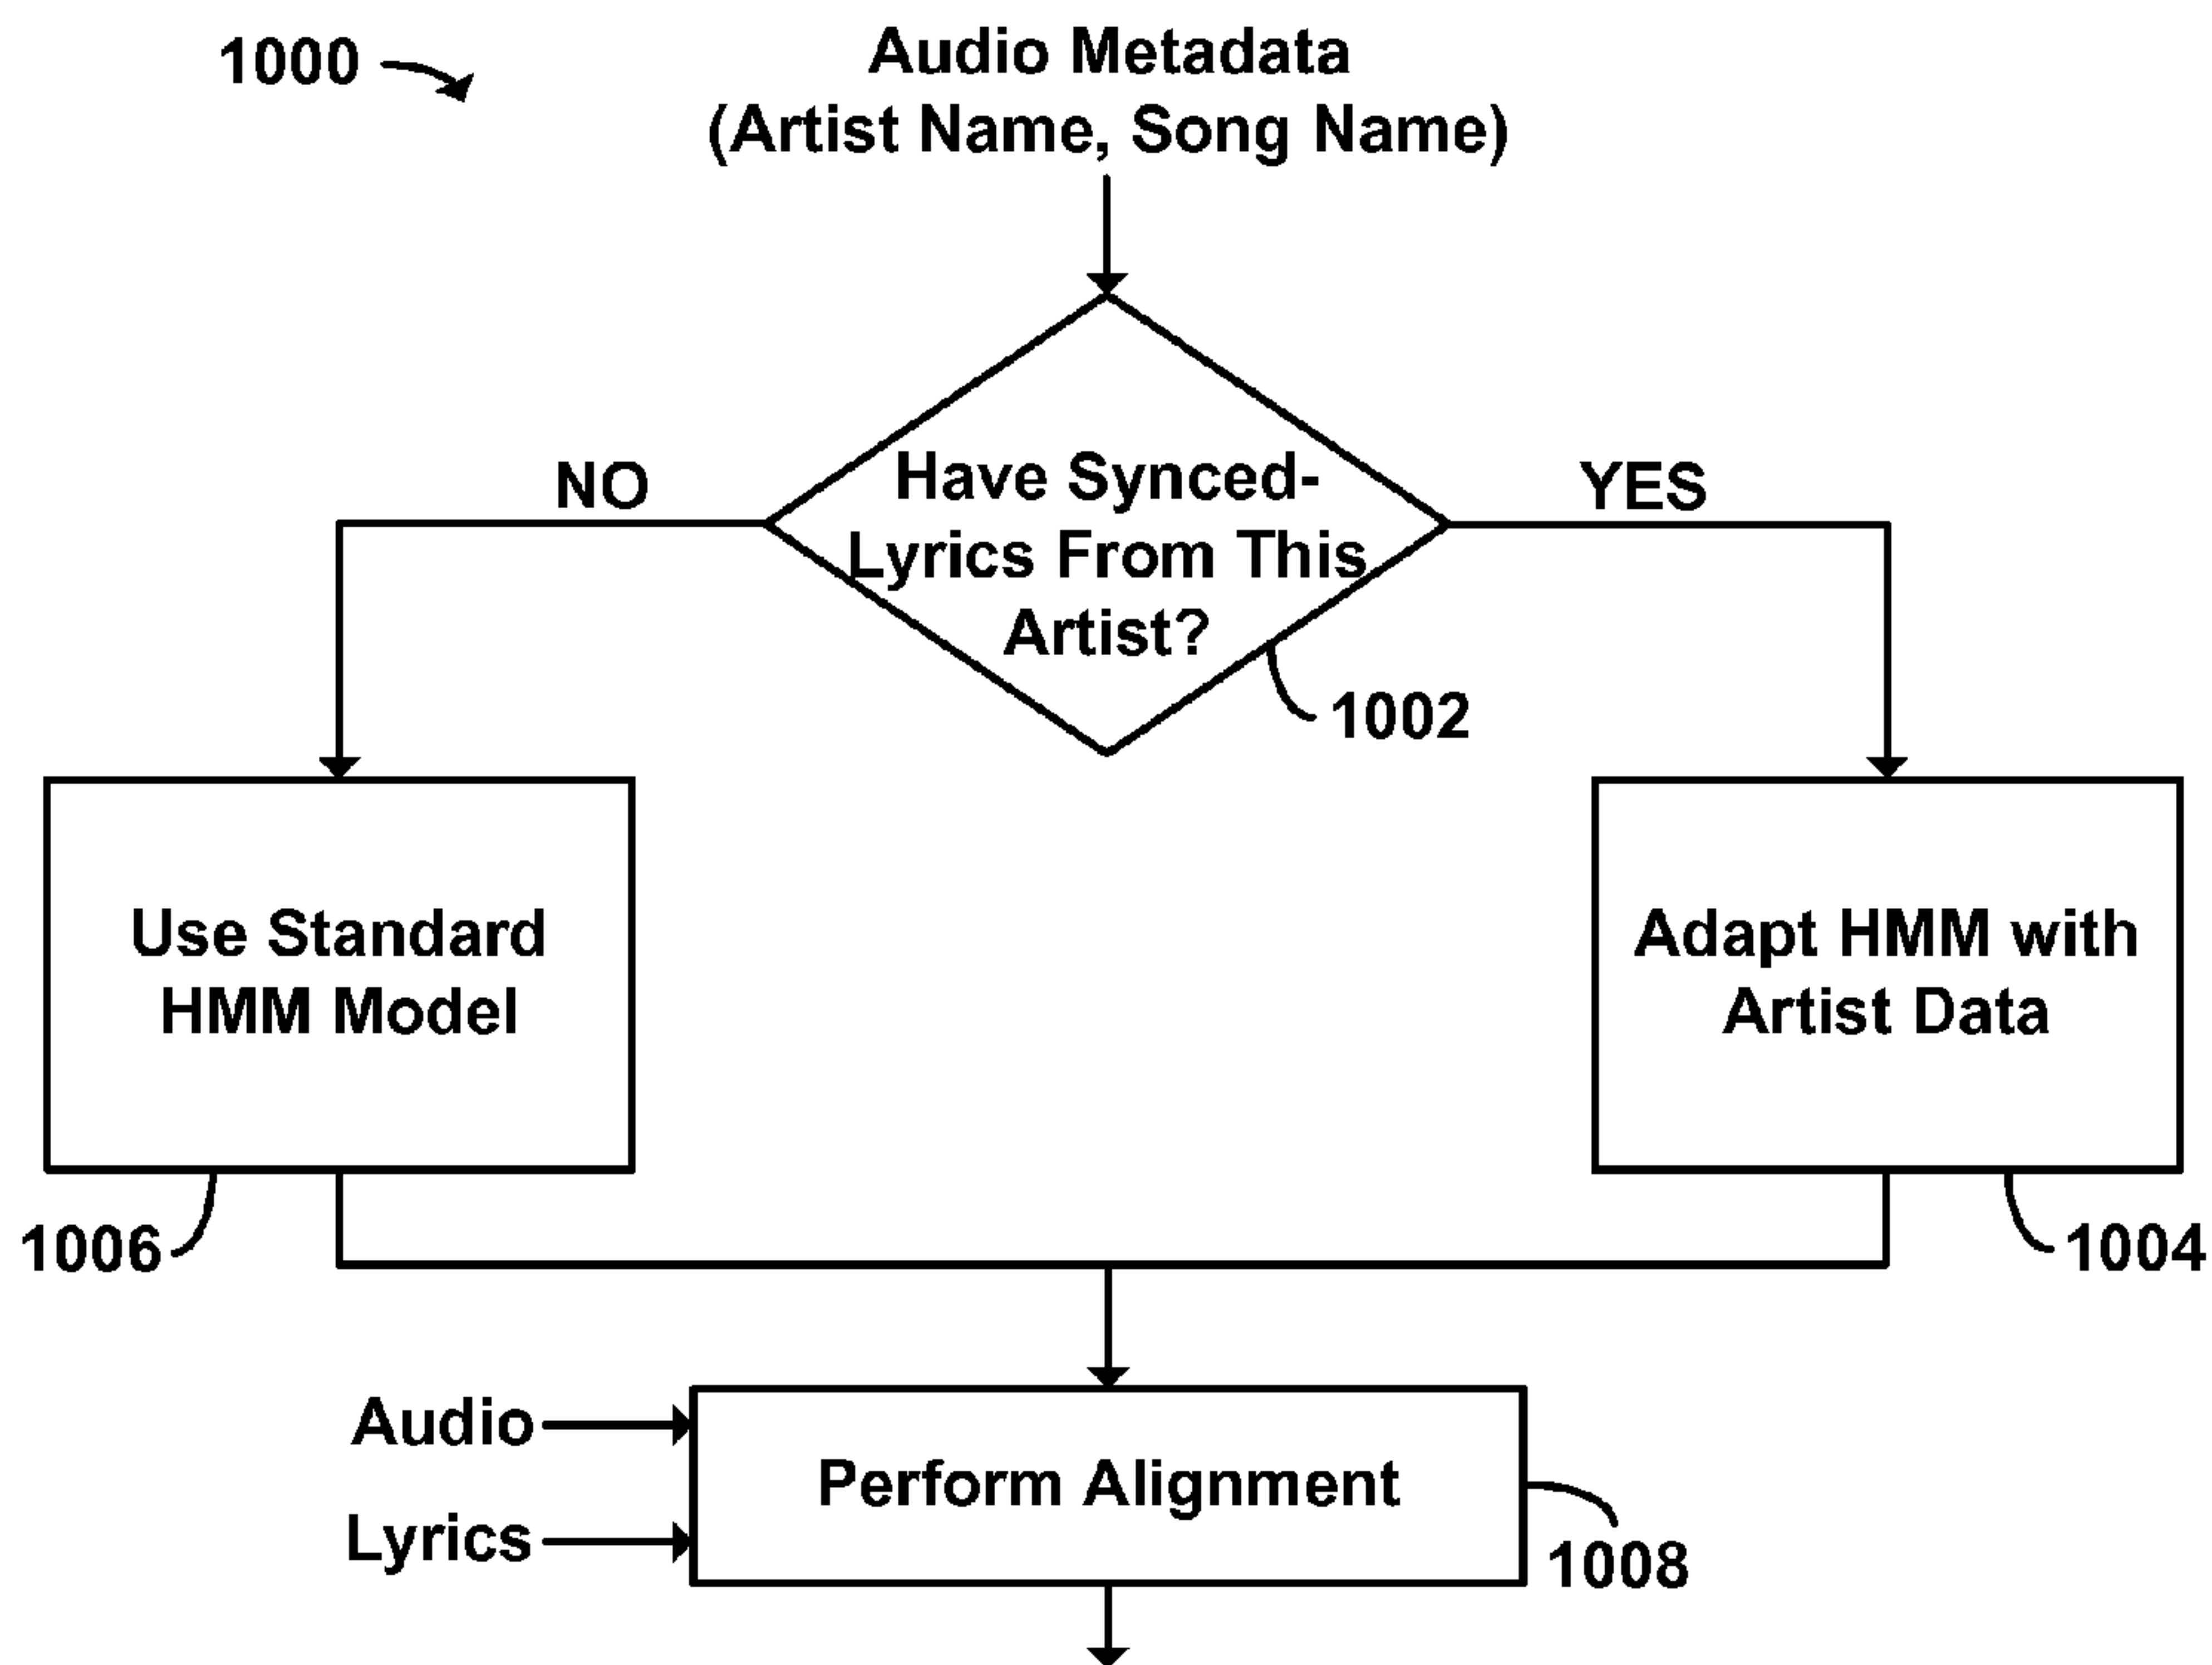 1000
Audio Metadata
(Artist Name, Song Name)
Have Synced-
Lyrics From This
Artist?
NO
YES
1002
Use Standard
HMM Model
Adapt HMM with
Artist Data
1006
1004
Audio
Lyrics
Perform Alignment
1008